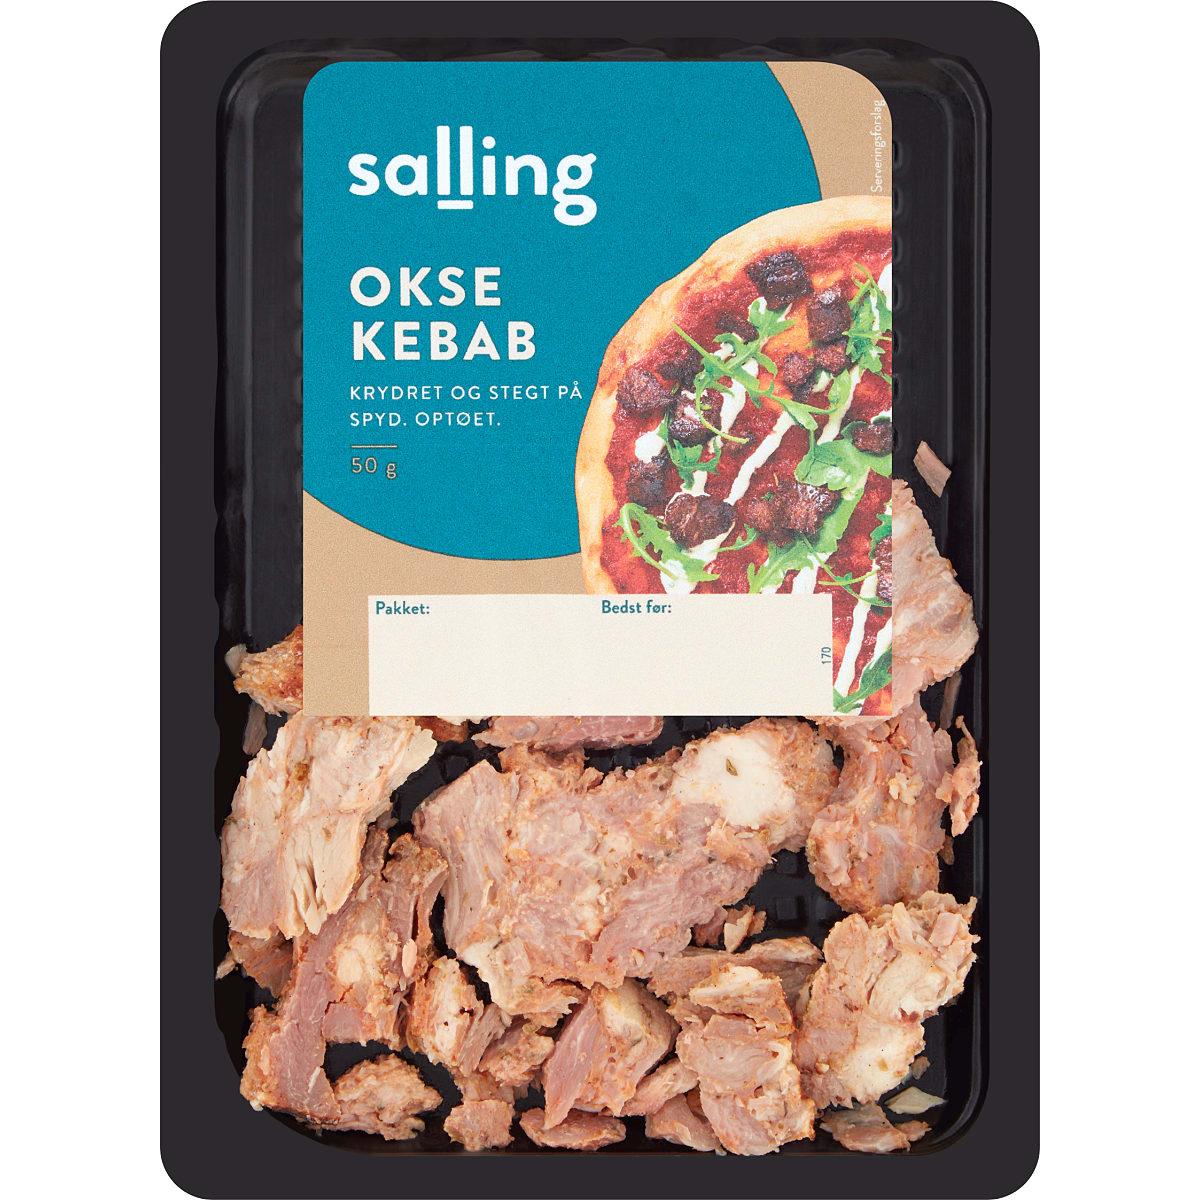 salling
Serveringsforslag
OKSE
KEBAB
KRYDRET OG STEGT PÅ
SPYD. OPTØET.
50 g
Pakket:
Bedst før:
170